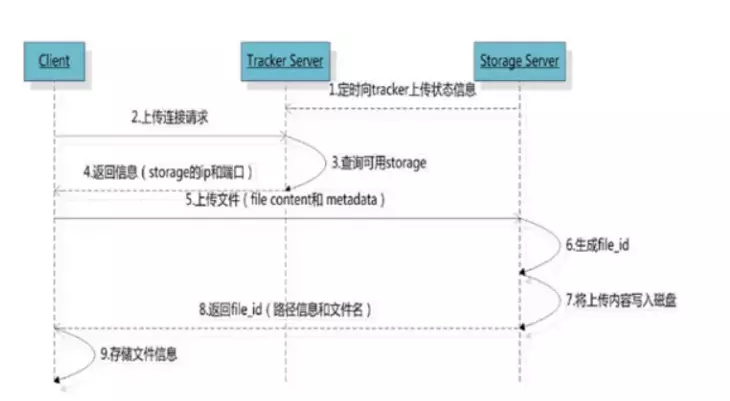 Client
Tracker Server
Storage Server
1.定时向tracker上传状态信息
2.上传连接请求
3.查询可用storage
4.返回信息（storage的ip和端口）
5.上传文件（file content和 metadata）
6.生成file_id
7.将上传内容写入磁盘
8.返回file_id（路径信息和文件名）
9.存储文件信息